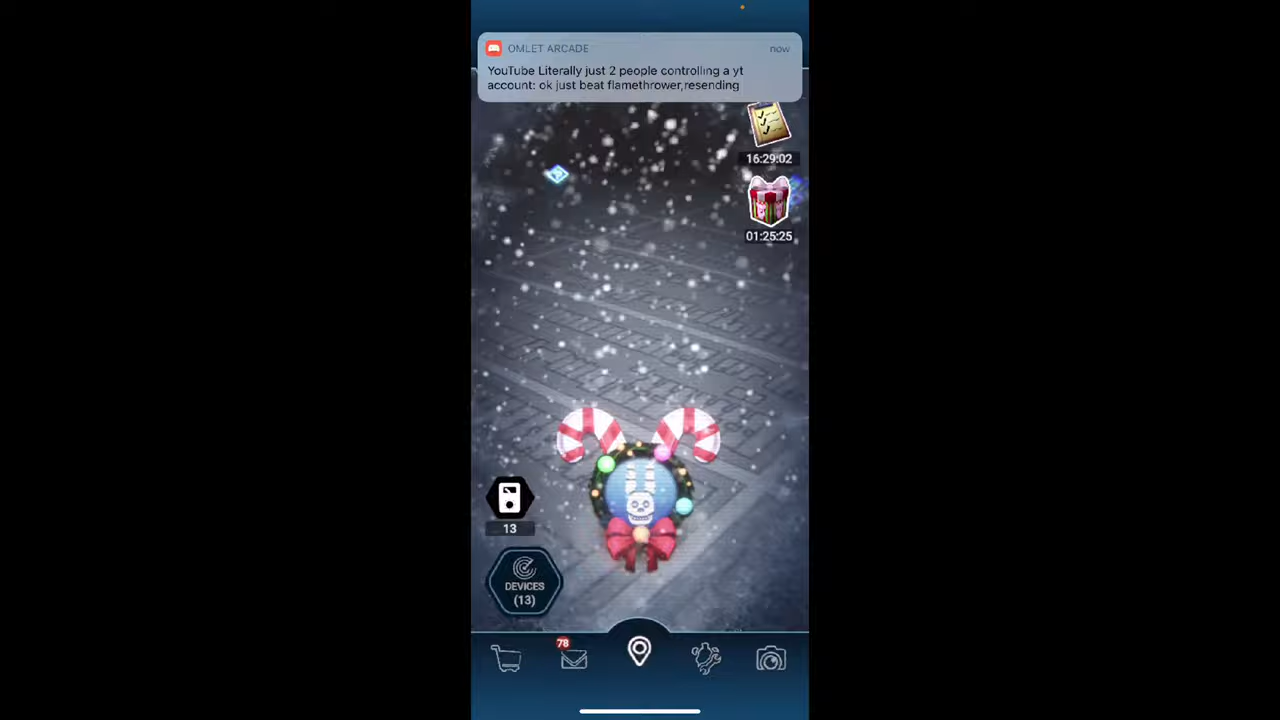 OMLET ARCADE
now
YouTube Literally just 2 people controlling a yt
account: ok just beat flamethrower,resending
16:29:02
01:25:25
13
DEVICES
(13)
78